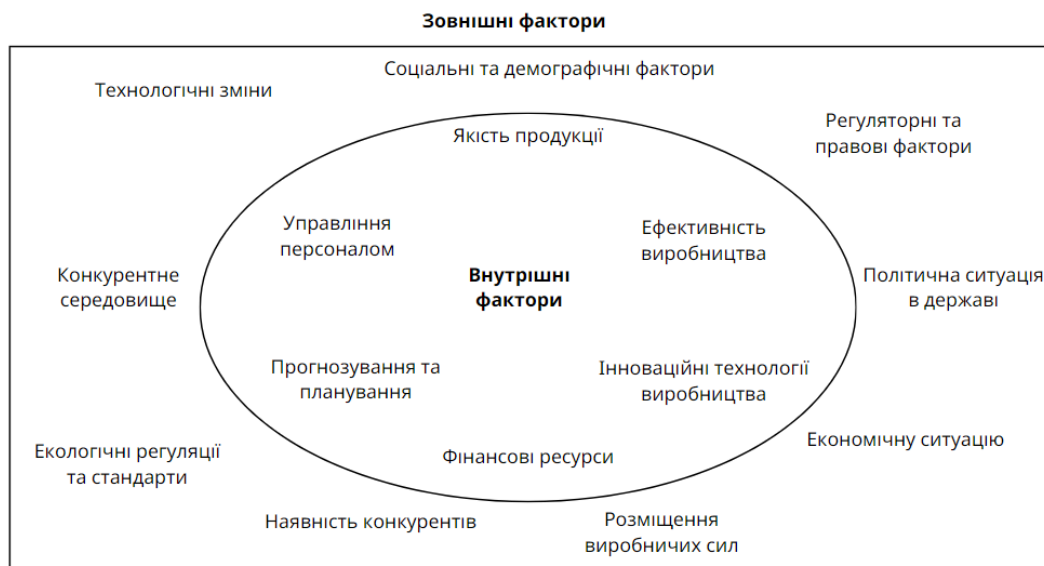 Зовнішні фактори
Соціальні та демографічні фактори
Технологічні зміни
Регуляторні та
правові фактори
Якість продукції
Управління
персоналом
Ефективність
виробництва
Конкурентне
середовище
Внутрішні
фактори
Політична ситуація
в державі
Прогнозування та
планування
Інноваційні технології
виробництва
Екологічні регуляції
та стандарти
Фінансові ресурси
Економічну ситуацію
Наявність конкурентів
Розміщення
виробничих сил